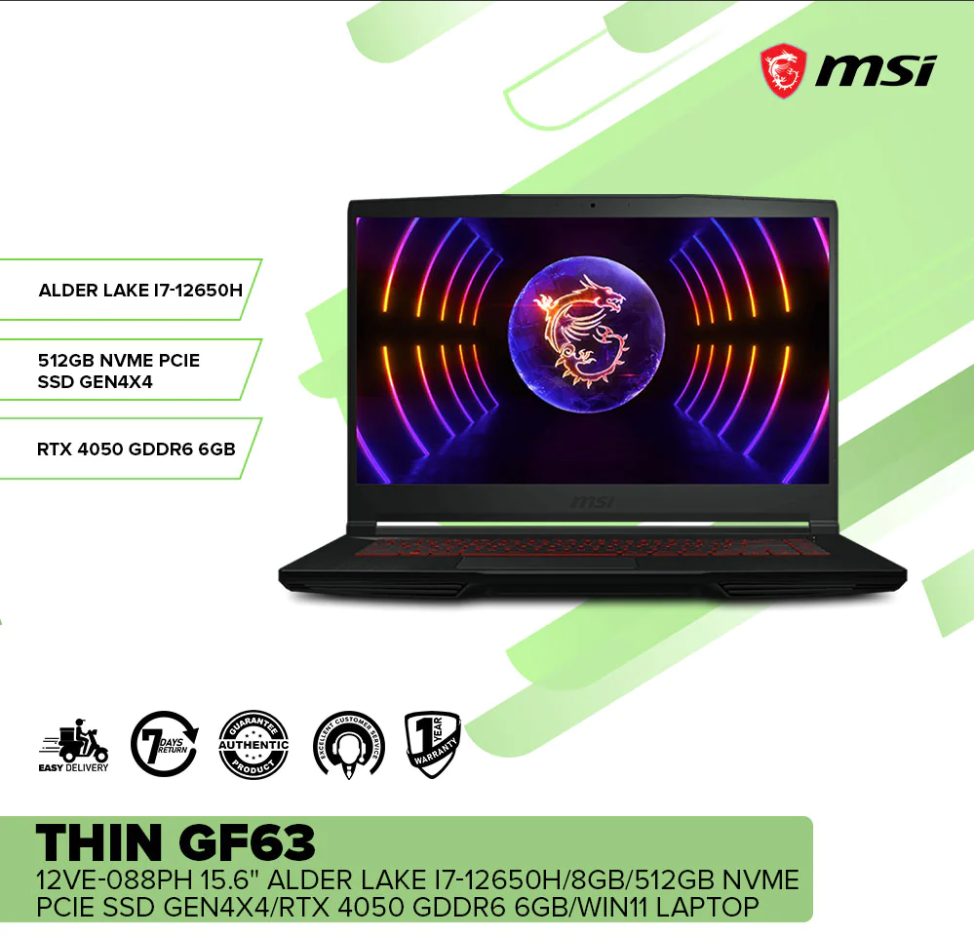 msi
ALDER LAKE I7-12650H
512GB NVME PCIE
SSD GEN4X4
RTX 4050 GDDR6 6GB
msi
EASY DELIVERY
7 DAYS
RETURN
GUARANTEE
AUTHENTIC
PRODUCT
EXCELLENT CUSTOMER SERVICE
1 YEAR
WARRANTY
THIN GF63
12VE-088PH 15.6" ALDER LAKE I7-12650H/8GB/512GB NVME
PCIE SSD GEN4X4/RTX 4050 GDDR6 6GB/WIN11 LAPTOP